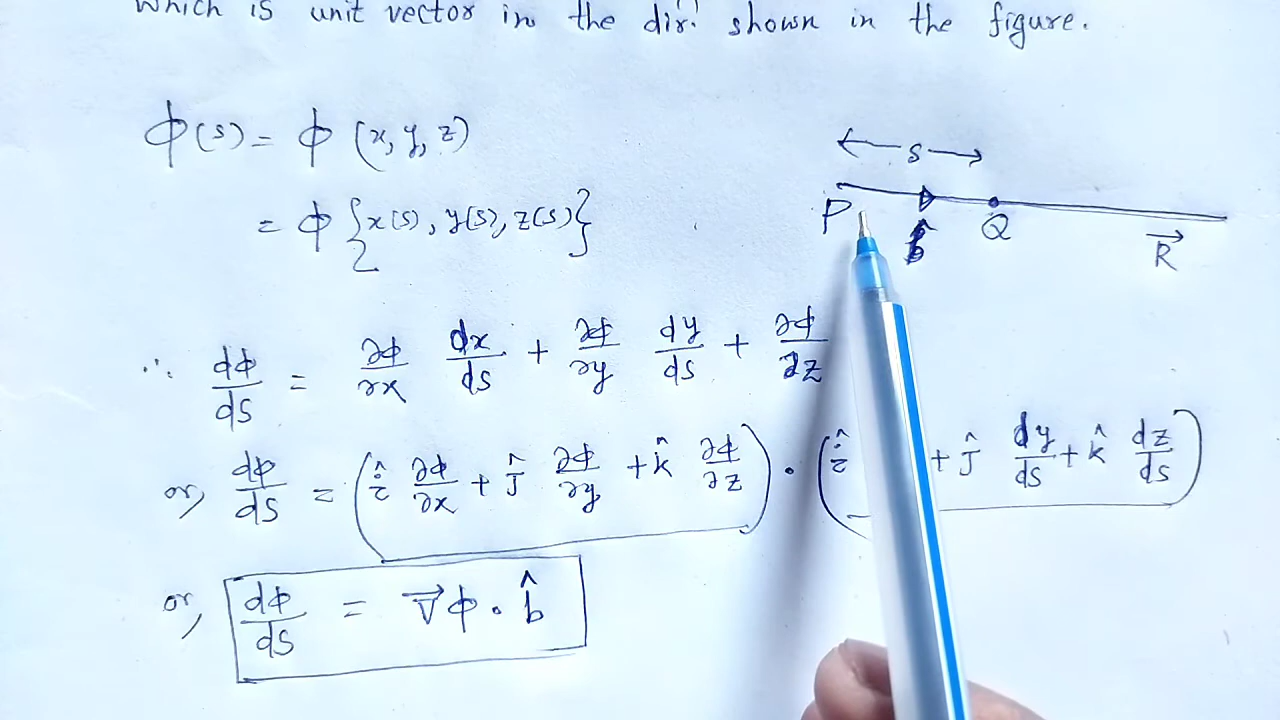 which is unit vector in the dirⁿ. shown in the figure.
ϕ(s) = ϕ (x, y, z)
= ϕ {x(s), y(s), z(s)}
← s →
P b̂ Q R⃗
∴ dϕ/ds = ∂ϕ/∂x dx/ds + ∂ϕ/∂y dy/ds + ∂ϕ/∂z
or, dϕ/ds = (î ∂ϕ/∂x + ĵ ∂ϕ/∂y + k̂ ∂ϕ/∂z) · (î + ĵ dy/ds + k̂ dz/ds)
or, dϕ/ds = ∇⃗ϕ · b̂